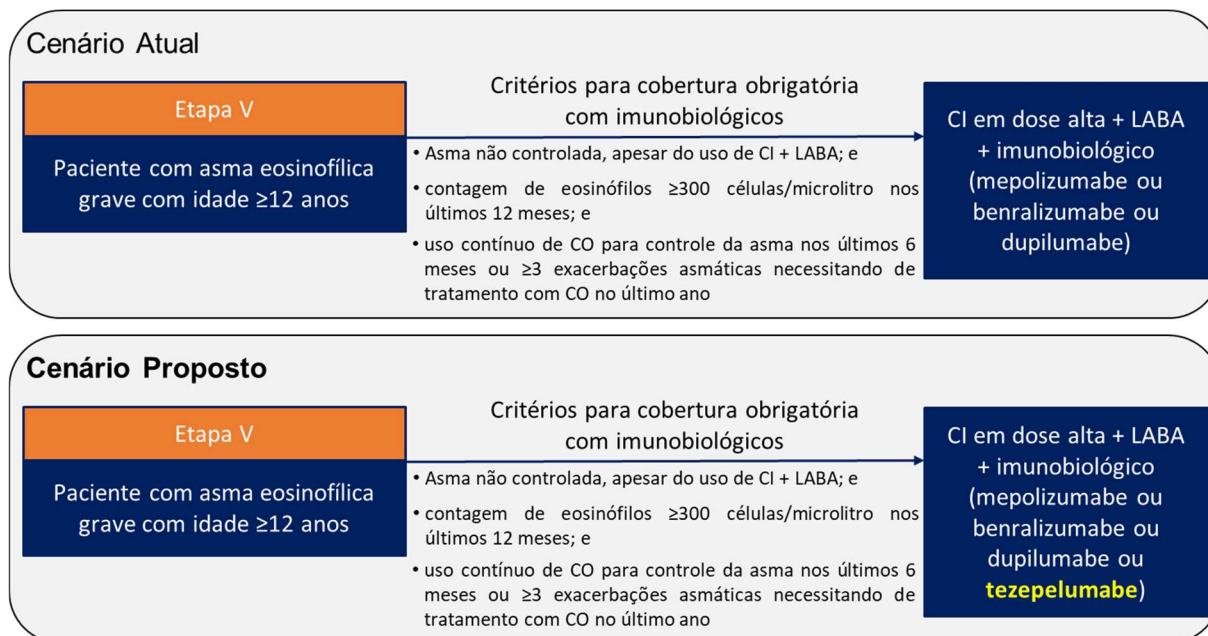 Cenário Atual
Etapa V
Paciente com asma eosinofílica
grave com idade ≥12 anos
Critérios para cobertura obrigatória
com imunobiológicos
• Asma não controlada, apesar do uso de CI + LABA; e
• contagem de eosinófilos ≥300 células/microlitro nos
últimos 12 meses; e
• uso contínuo de CO para controle da asma nos últimos 6
meses ou ≥3 exacerbações asmáticas necessitando de
tratamento com CO no último ano
CI em dose alta + LABA
+ imunobiológico
(mepolizumabe ou
benralizumabe ou
dupilumabe)
Cenário Proposto
Etapa V
Paciente com asma eosinofílica
grave com idade ≥12 anos
Critérios para cobertura obrigatória
com imunobiológicos
• Asma não controlada, apesar do uso de CI + LABA; e
• contagem de eosinófilos ≥300 células/microlitro nos
últimos 12 meses; e
• uso contínuo de CO para controle da asma nos últimos 6
meses ou ≥3 exacerbações asmáticas necessitando de
tratamento com CO no último ano
CI em dose alta + LABA
+ imunobiológico
(mepolizumabe ou
benralizumabe ou
dupilumabe ou
tezepelumabe)